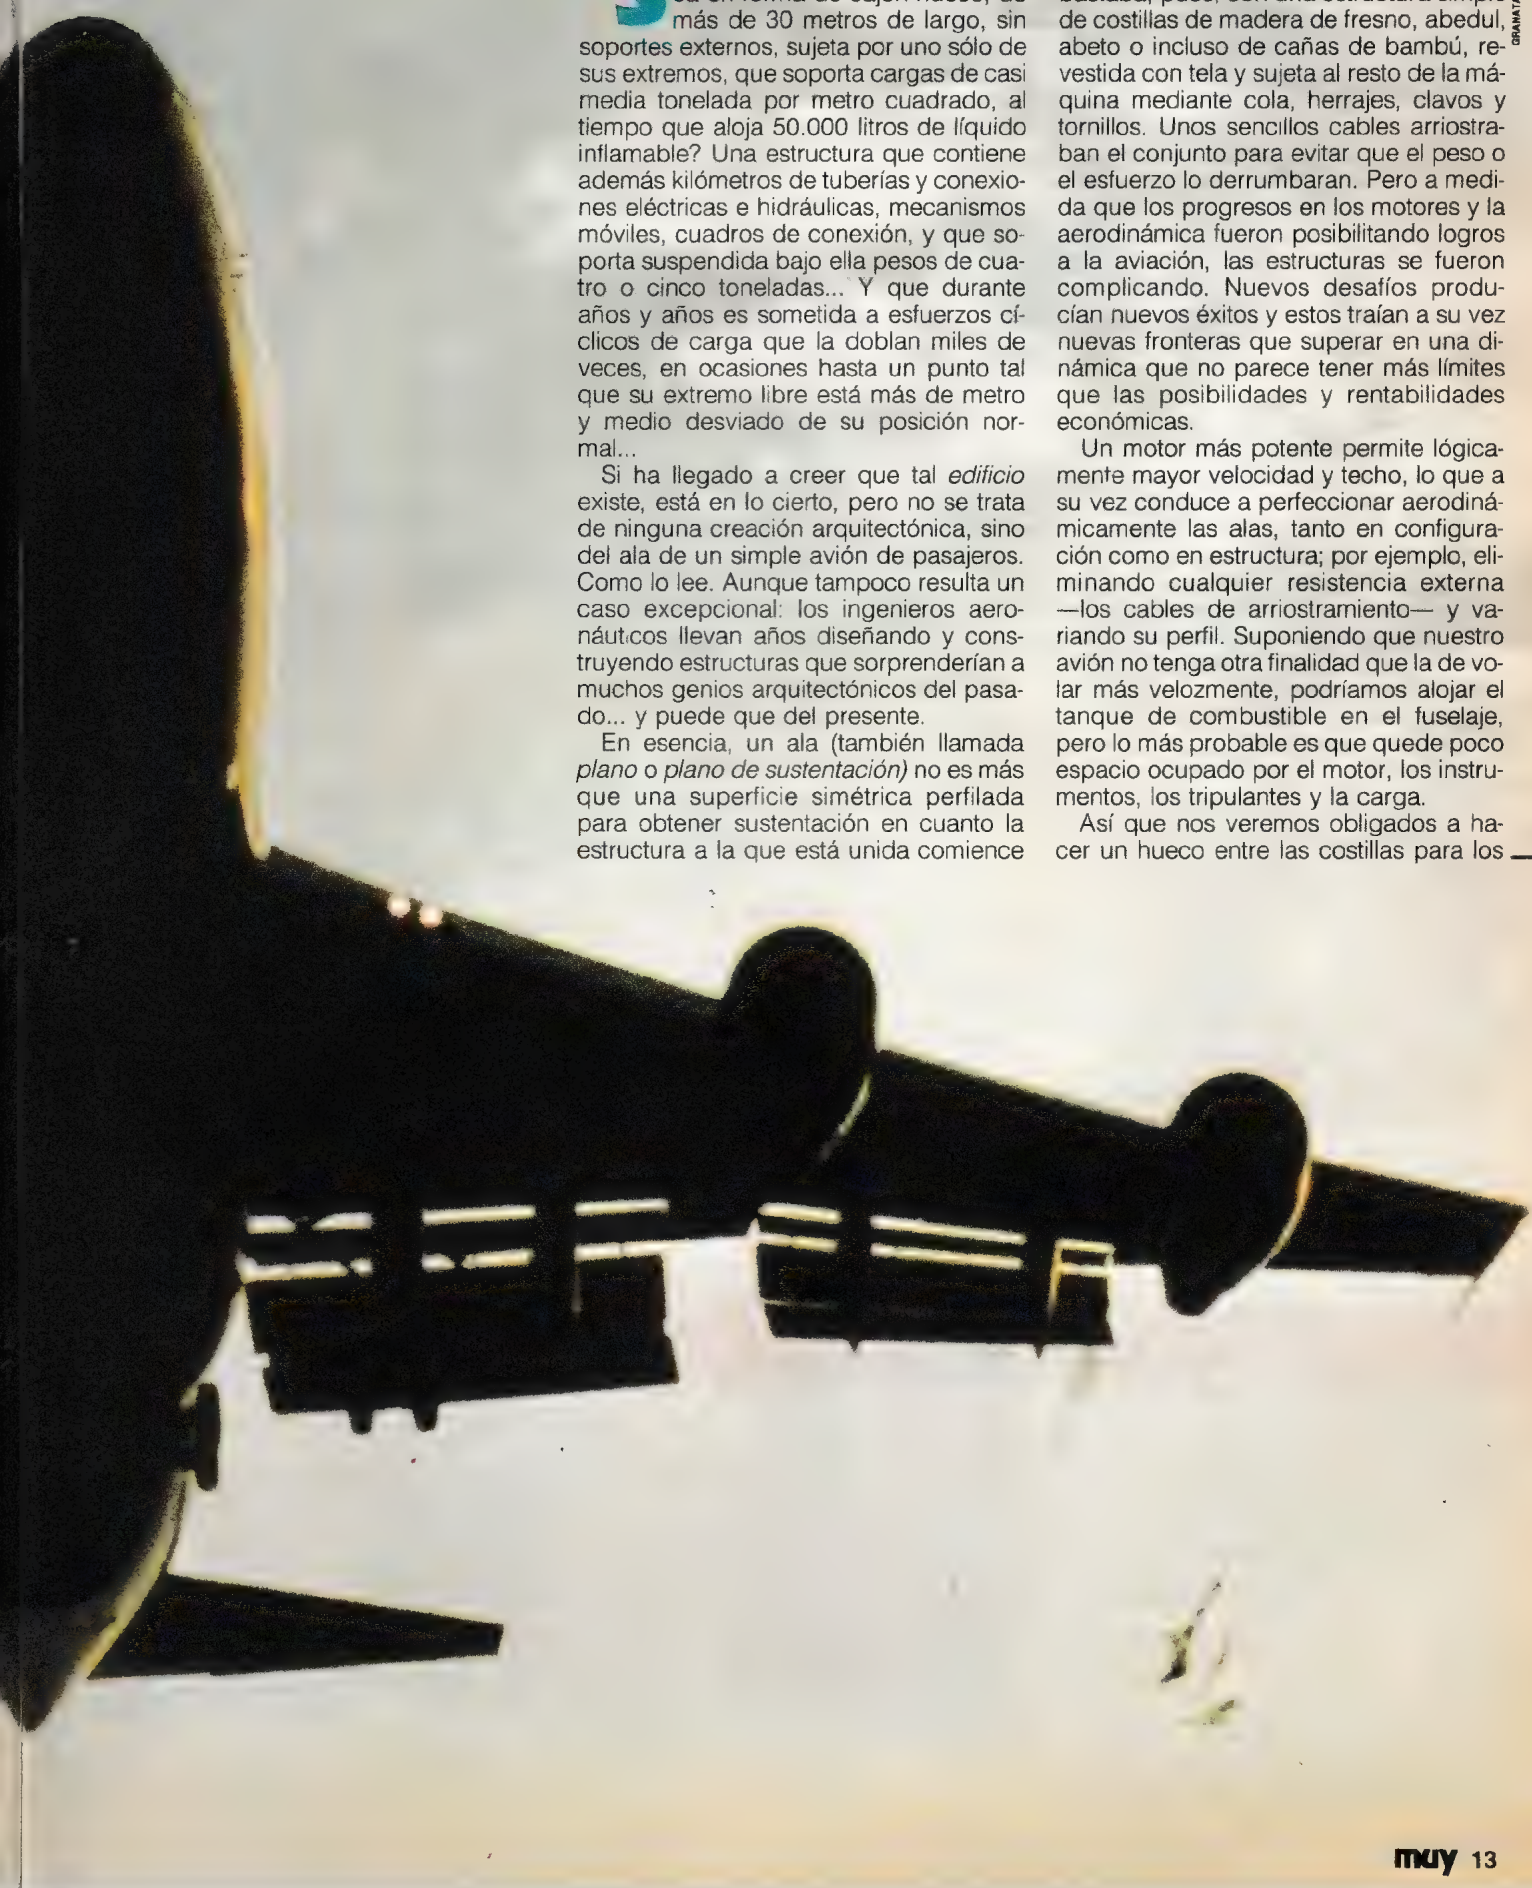 más de 30 metros de largo, sin
soportes externos, sujeta por uno sólo de
sus extremos, que soporta cargas de casi
media tonelada por metro cuadrado, al
tiempo que aloja 50.000 litros de líquido
inflamable? Una estructura que contiene
además kilómetros de tuberías y conexio-
nes eléctricas e hidráulicas, mecanismos
móviles, cuadros de conexión, y que so-
porta suspendida bajo ella pesos de cua-
tro o cinco toneladas... Y que durante
años y años es sometida a esfuerzos cí-
clicos de carga que la doblan miles de
veces, en ocasiones hasta un punto tal
que su extremo libre está más de metro
y medio desviado de su posición nor-
mal...
Si ha llegado a creer que tal edificio
existe, está en lo cierto, pero no se trata
de ninguna creación arquitectónica, sino
del ala de un simple avión de pasajeros.
Como lo lee. Aunque tampoco resulta un
caso excepcional: los ingenieros aero-
náuticos llevan años diseñando y cons-
truyendo estructuras que sorprenderían a
muchos genios arquitectónicos del pasa-
do... y puede que del presente.
En esencia, un ala (también llamada
plano o plano de sustentación) no es más
que una superficie simétrica perfilada
para obtener sustentación en cuanto la
estructura a la que está unida comience
de costillas de madera de fresno, abedul,
abeto o incluso de cañas de bambú, re-
vestida con tela y sujeta al resto de la má-
quina mediante cola, herrajes, clavos y
tornillos. Unos sencillos cables arriostra-
ban el conjunto para evitar que el peso o
el esfuerzo lo derrumbaran. Pero a medi-
da que los progresos en los motores y la
aerodinámica fueron posibilitando logros
a la aviación, las estructuras se fueron
complicando. Nuevos desafíos produ-
cían nuevos éxitos y estos traían a su vez
nuevas fronteras que superar en una di-
námica que no parece tener más límites
que las posibilidades y rentabilidades
económicas.
Un motor más potente permite lógica-
mente mayor velocidad y techo, lo que a
su vez conduce a perfeccionar aerodiná-
micamente las alas, tanto en configura-
ción como en estructura; por ejemplo, eli-
minando cualquier resistencia externa
—los cables de arriostramiento— y va-
riando su perfil. Suponiendo que nuestro
avión no tenga otra finalidad que la de vo-
lar más velozmente, podríamos alojar el
tanque de combustible en el fuselaje,
pero lo más probable es que quede poco
espacio ocupado por el motor, los instru-
mentos, los tripulantes y la carga.
Así que nos veremos obligados a ha-
cer un hueco entre las costillas para los
muy 13